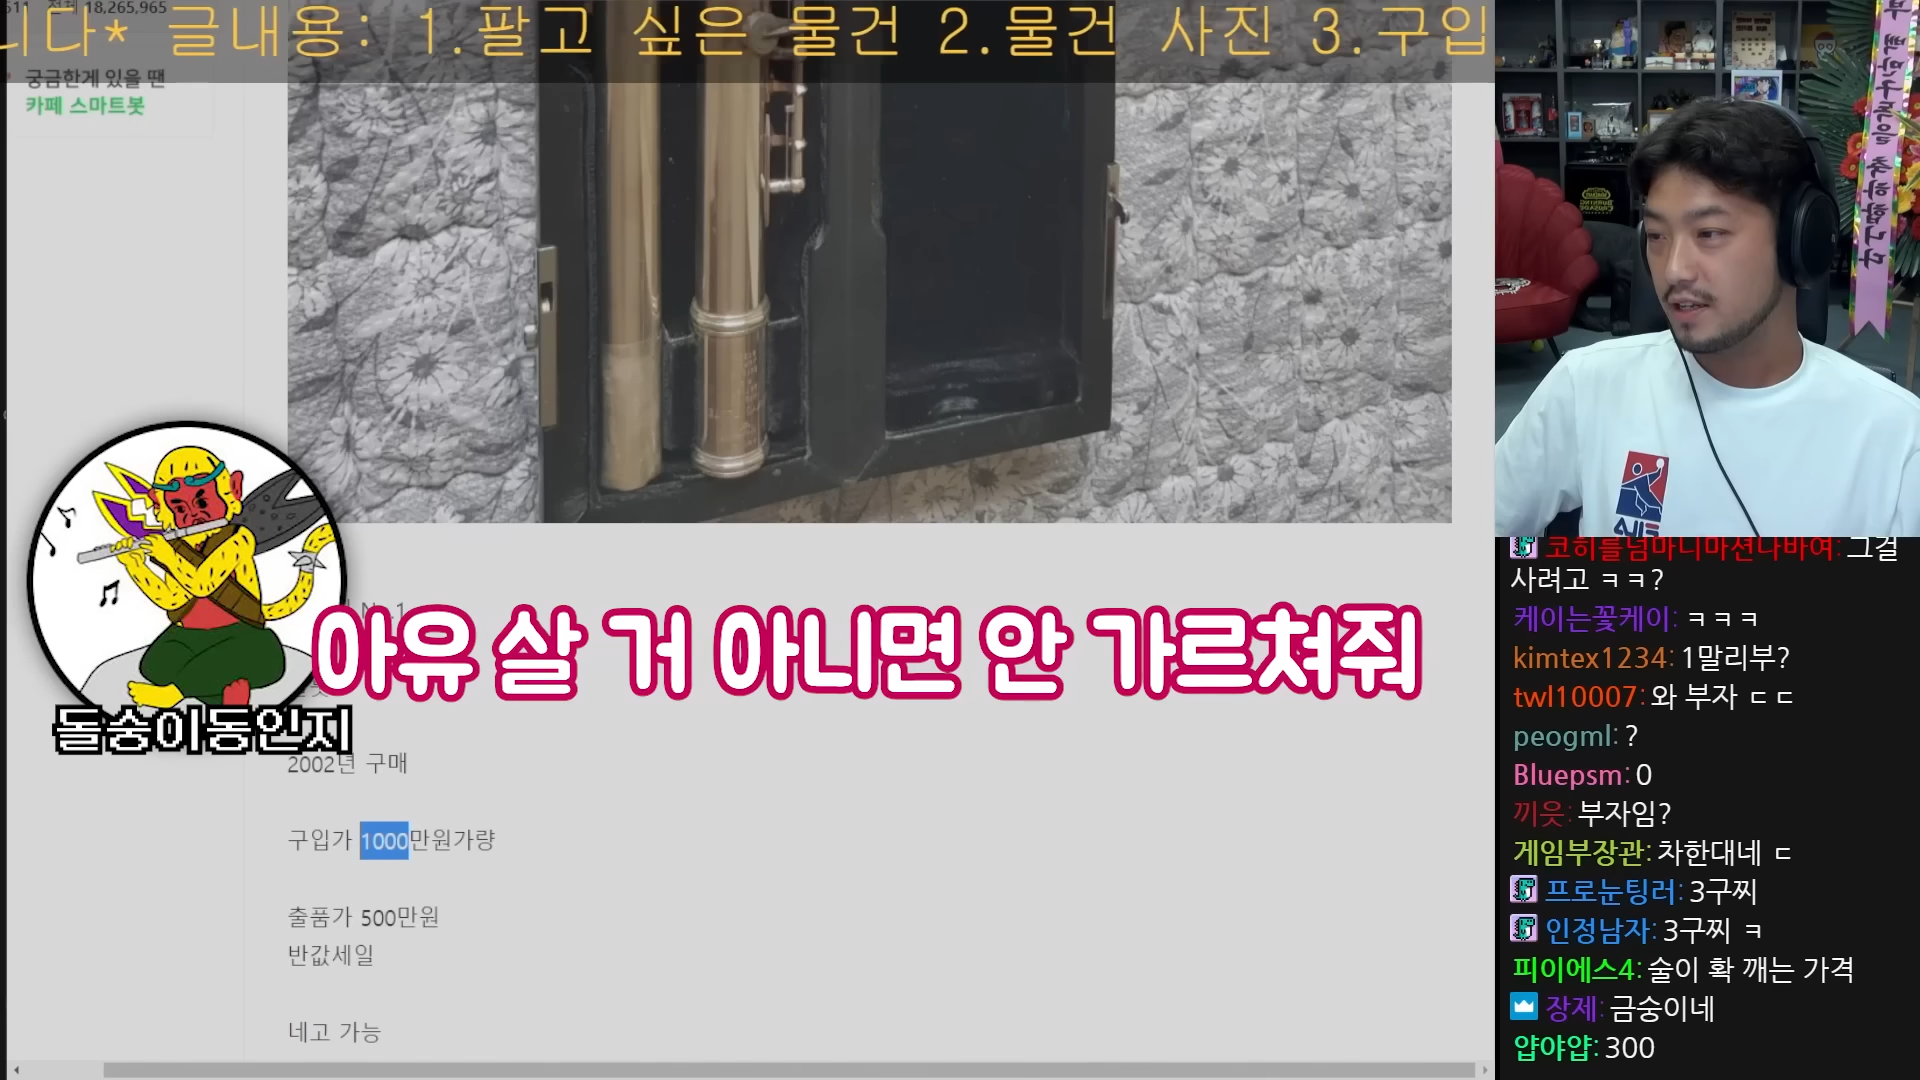 전체 18,265,965
니다* 글내용: 1.팔고 싶은 물건 2.물건 사진 3.구입
궁금한게 있을 땐
카페 스마트봇
아유 살 거 아니면 안 가르쳐줘
돌숭이동인지
2002년 구매
구입가 1000만원가량
출품가 500만원
반값세일
네고 가능
코히를넘마니마션나바여: 그걸
사려고 ㅋㅋ?
케이는꽃케이: ㅋㅋㅋ
kimtex1234: 1말리부?
twl10007: 와 부자 ㄷㄷ
peogml: ?
Bluepsm: 0
끼읏: 부자임?
게임부장관: 차한대네 ㄷ
프로눈팅러: 3구찌
인정남자: 3구찌 ㅋ
피이에스4: 술이 확 깨는 가격
장제: 금숭이네
얍야얍: 300